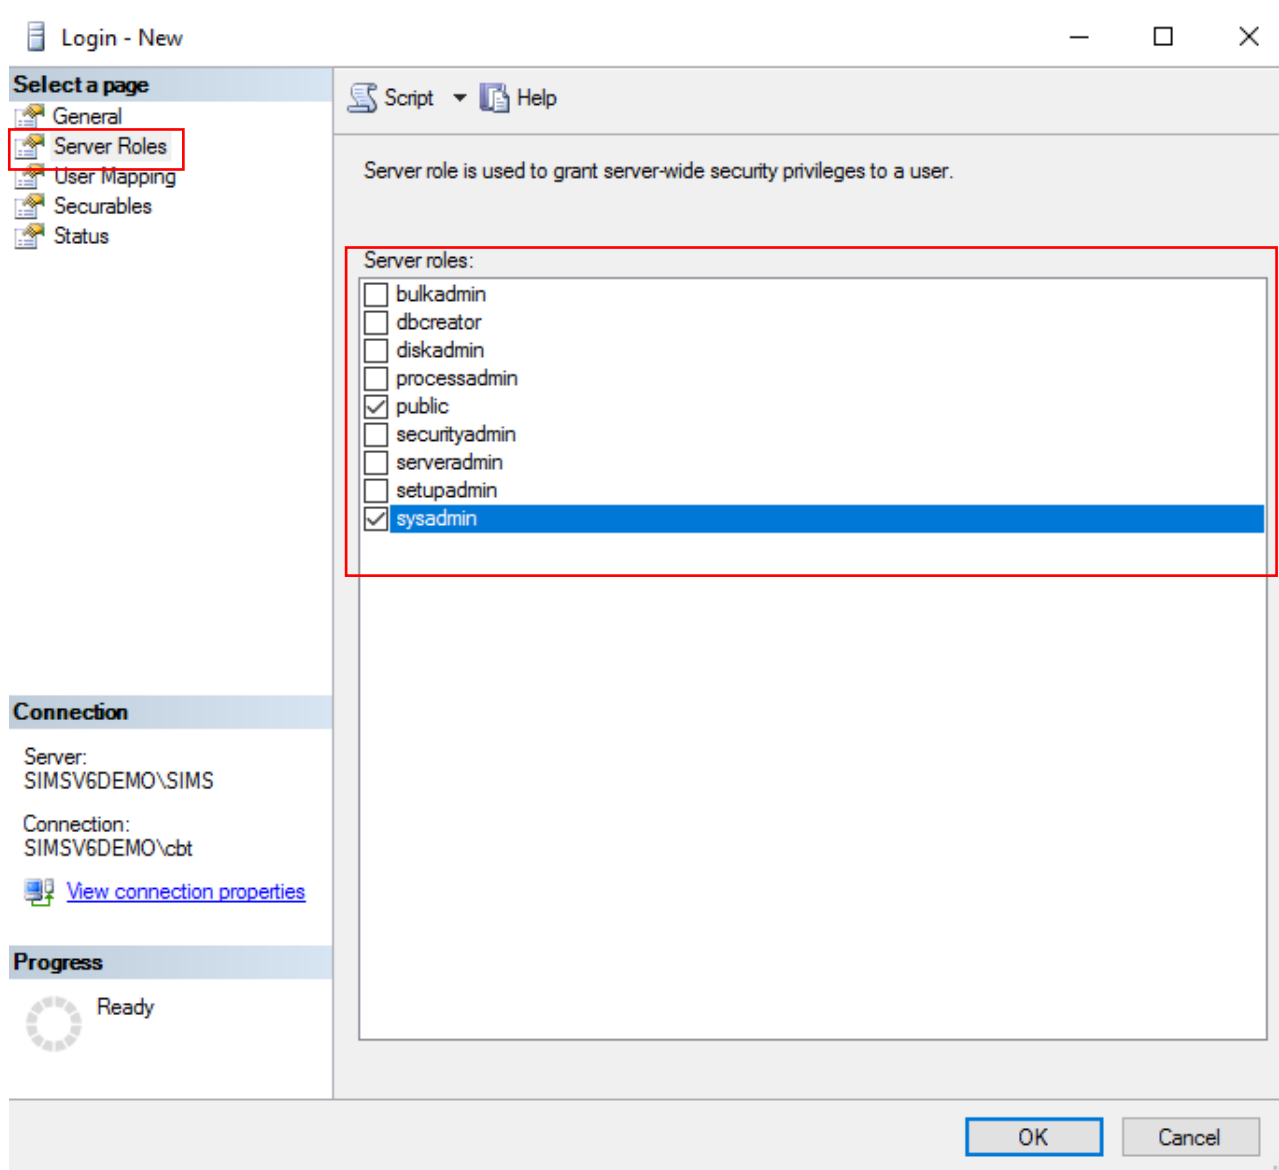 Login - New
Select a page
General
Server Roles
User Mapping
Securables
Status
Script
Help
Server role is used to grant server-wide security privileges to a user.
Server roles:
bulkadmin
dbcreator
diskadmin
processadmin
public
securityadmin
serveradmin
setupadmin
sysadmin
Connection
Server:
SIMSV6DEMO\SIMS
Connection:
SIMSV6DEMO\cbt
View connection properties
Progress
Ready
OK
Cancel